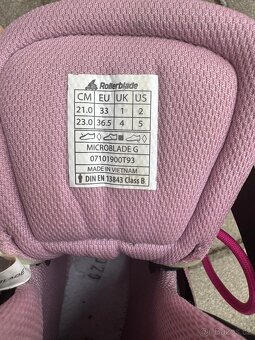 Rollerblade
CM EU UK US
21.0 33 1 2
23.0 36.5 4 5
MICROBLADE G
07101900T93
MADE IN VIETNAM
DIN EN 13843 Class B